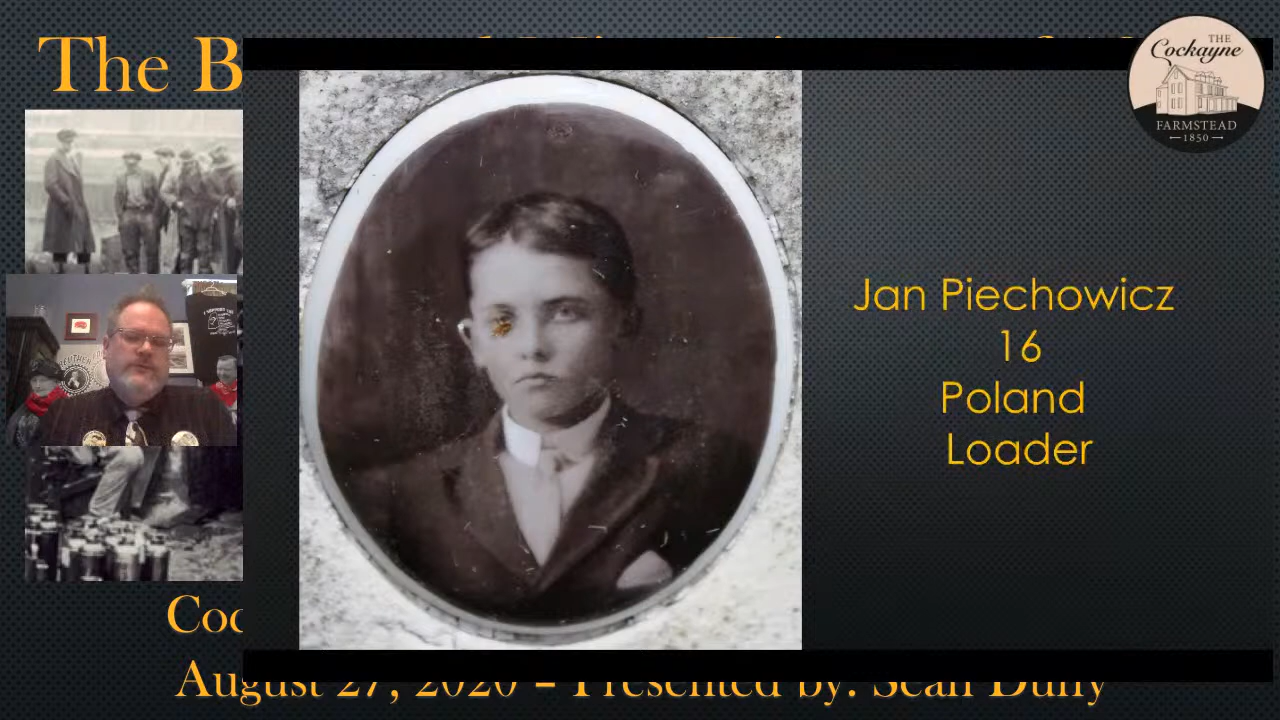 The B
THE
Cockayne
FARMSTEAD
1850
Jan Piechowicz
16
Poland
Loader
Coc
August 27, 2020 – Presented by: Sean Duffy